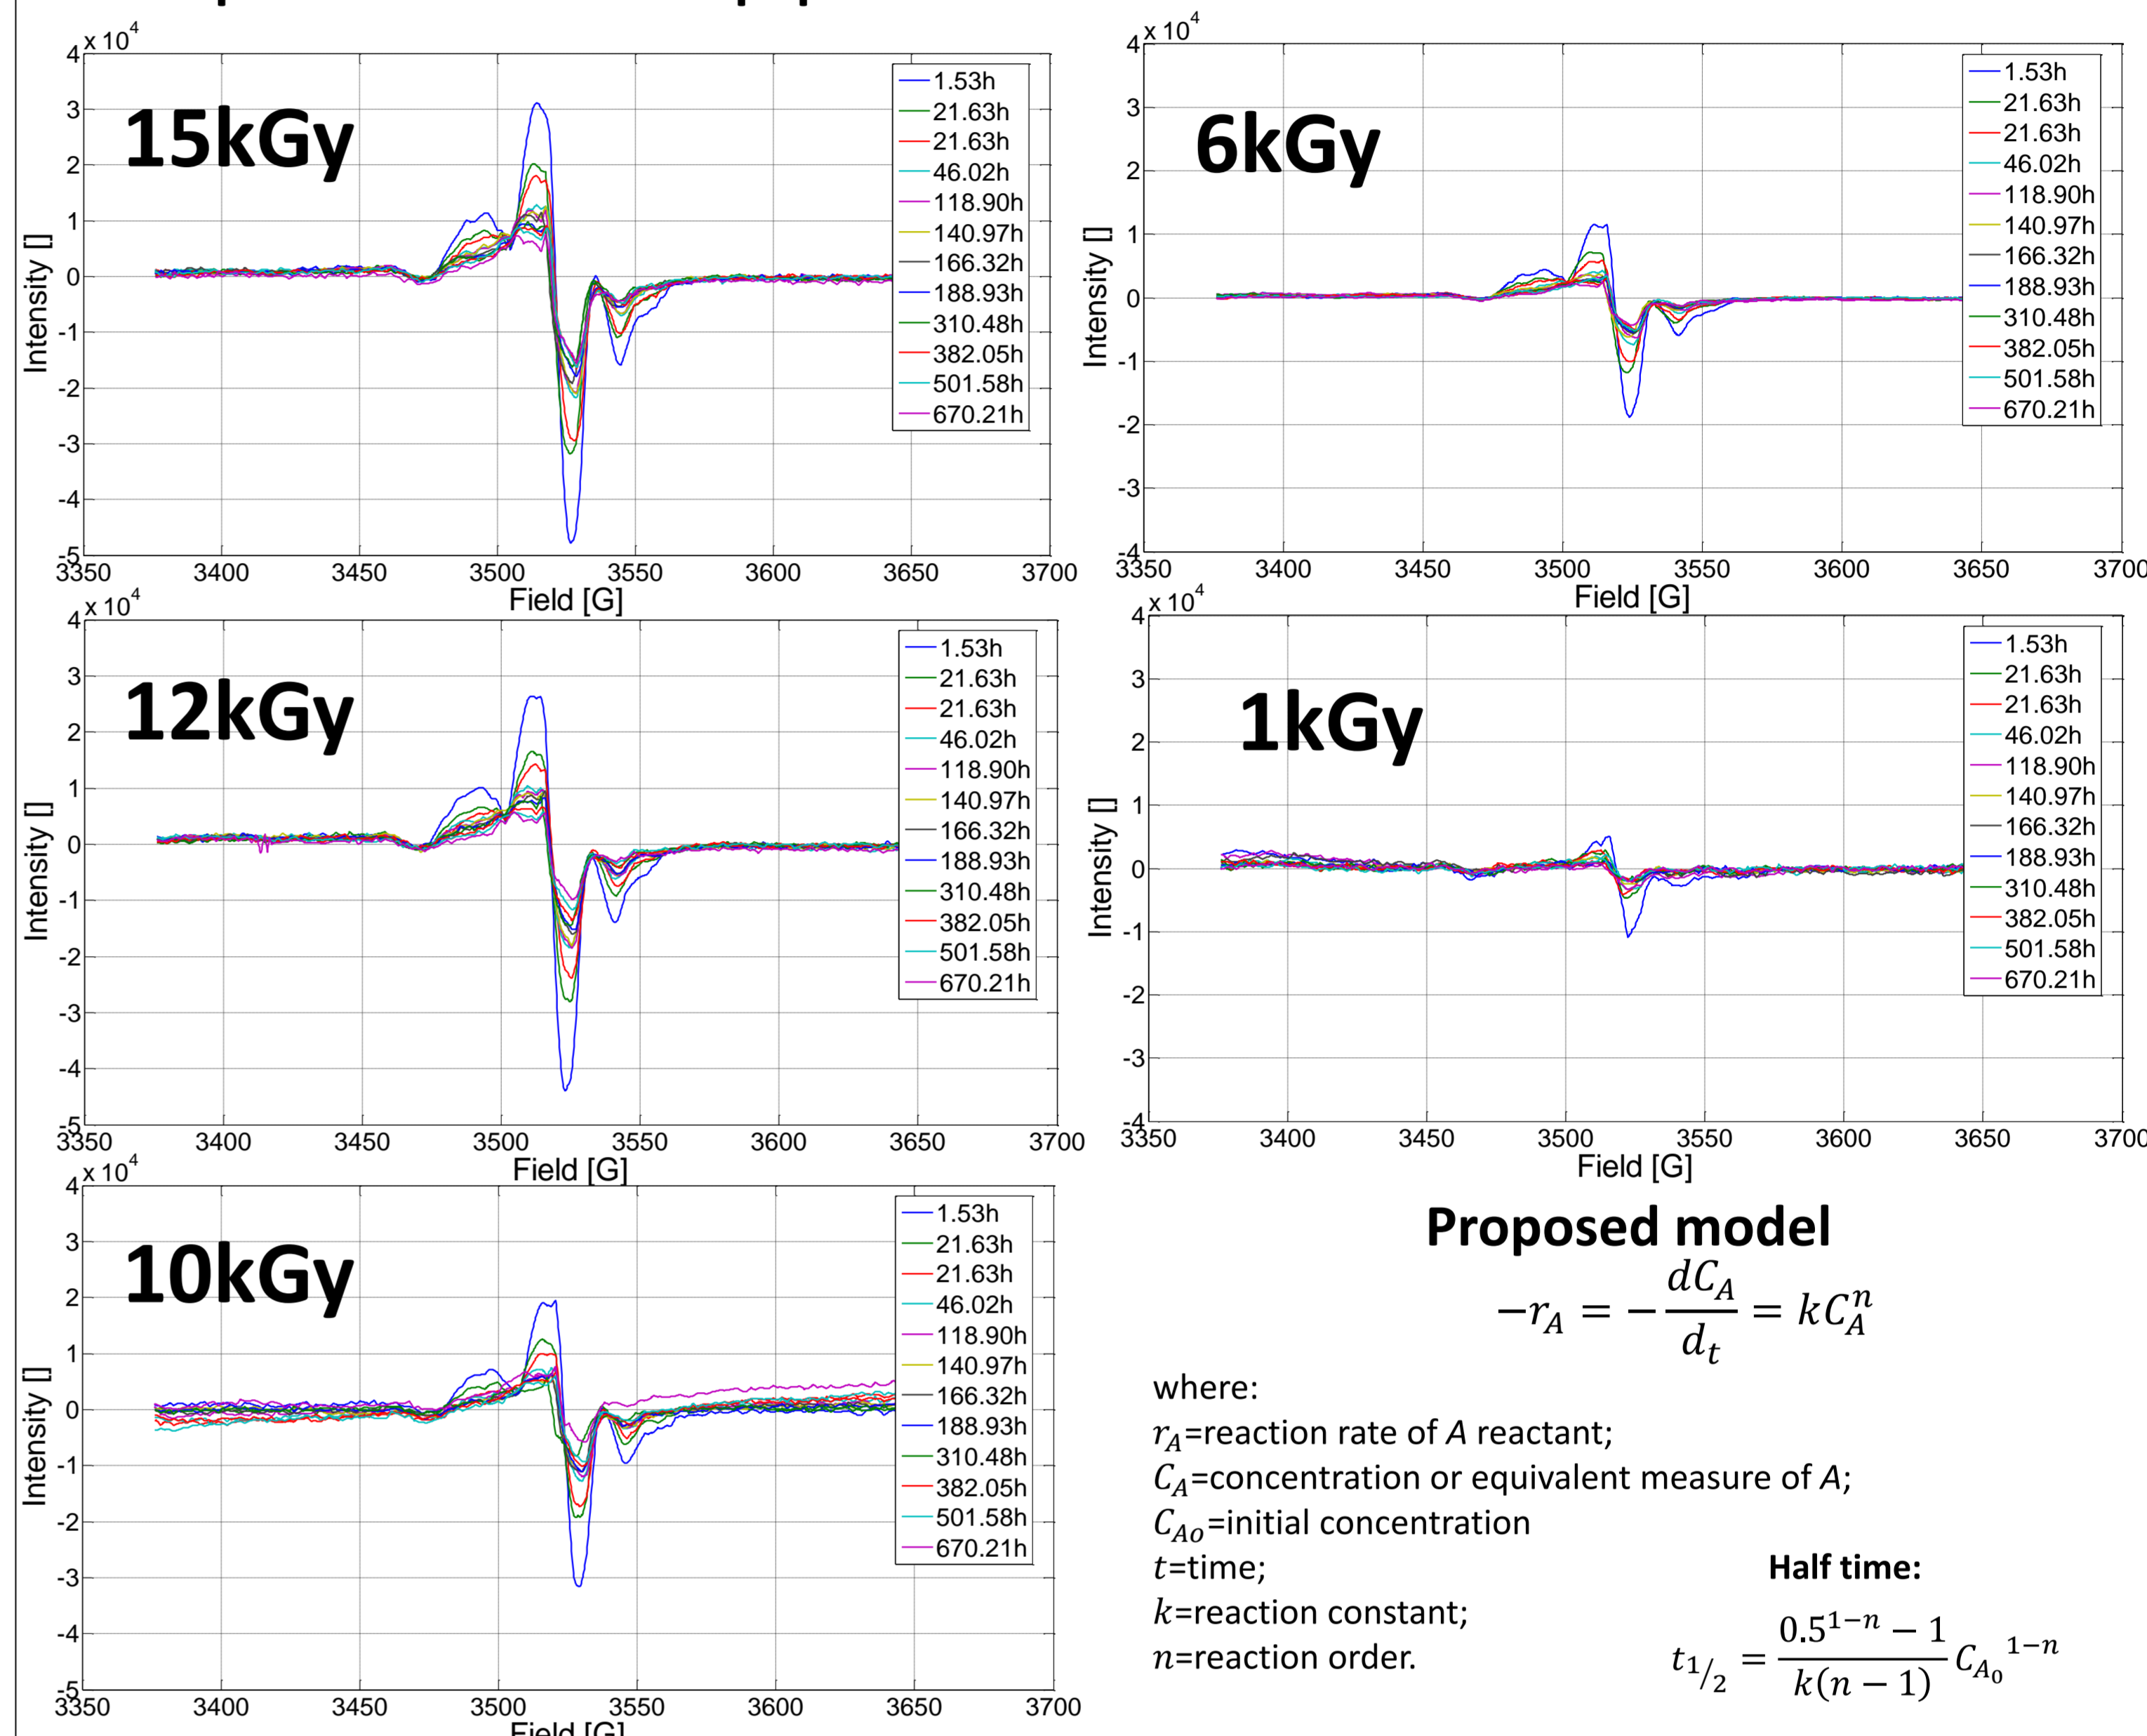 x 10^4
4
3
2
1
0
-1
-2
-3
-4
-5
Intensity []
15kGy
1.53h
21.63h
21.63h
46.02h
118.90h
140.97h
166.32h
188.93h
310.48h
382.05h
501.58h
670.21h
3350 3400 3450 3500 3550 3600 3650 3700
Field [G]
x 10^4
4
3
2
1
0
-1
-2
-3
-4
Intensity []
6kGy
1.53h
21.63h
21.63h
46.02h
118.90h
140.97h
166.32h
188.93h
310.48h
382.05h
501.58h
670.21h
3350 3400 3450 3500 3550 3600 3650 3700
Field [G]
x 10^4
4
3
2
1
0
-1
-2
-3
-4
-5
Intensity []
12kGy
1.53h
21.63h
21.63h
46.02h
118.90h
140.97h
166.32h
188.93h
310.48h
382.05h
501.58h
670.21h
3350 3400 3450 3500 3550 3600 3650 3700
Field [G]
x 10^4
4
3
2
1
0
-1
-2
-3
-4
Intensity []
1kGy
1.53h
21.63h
21.63h
46.02h
118.90h
140.97h
166.32h
188.93h
310.48h
382.05h
501.58h
670.21h
3350 3400 3450 3500 3550 3600 3650 3700
Field [G]
x 10^4
4
3
2
1
0
-1
-2
-3
-4
-5
Intensity []
10kGy
1.53h
21.63h
21.63h
46.02h
118.90h
140.97h
166.32h
188.93h
310.48h
382.05h
501.58h
670.21h
3350 3400 3450 3500 3550 3600 3650 3700
Field [G]
Proposed model
−r_A = − dC_A / d_t = kC_A^n
where:
r_A=reaction rate of A reactant;
C_A=concentration or equivalent measure of A;
C_Ao=initial concentration
t=time;
k=reaction constant;
n=reaction order.
Half time:
t_1/2 = (0.5^{1−n} − 1) / (k(n − 1)) C_{A_0}^{1−n}